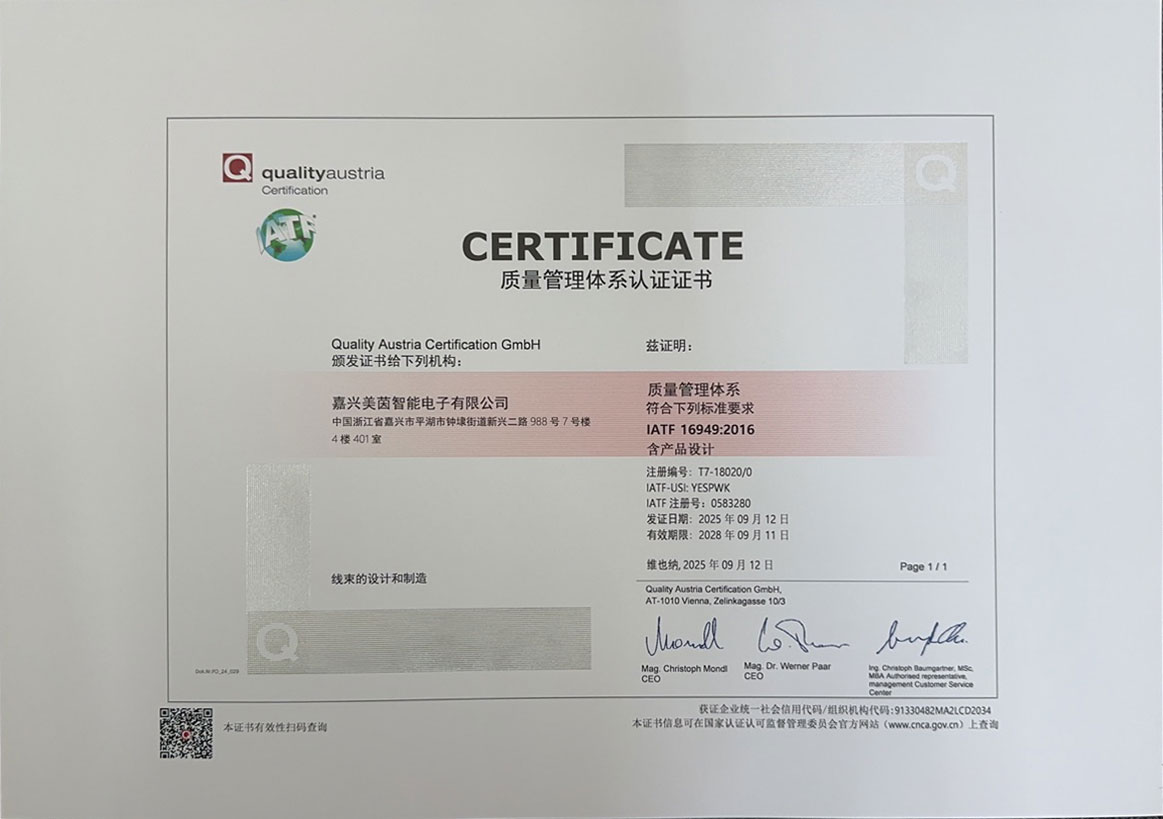 Q qualityaustria
Certification
IATF
Q
CERTIFICATE
质量管理体系认证证书
Quality Austria Certification GmbH
颁发证书给下列机构：
兹证明：
嘉兴美茵智能电子有限公司
中国浙江省嘉兴市平湖市钟埭街道新兴二路 988 号 7 号楼
4 楼 401 室
质量管理体系
符合下列标准要求
IATF 16949:2016
含产品设计
注册编号： T7-18020/0
IATF-USI: YESPWK
IATF 注册号： 0583280
发证日期： 2025 年 09 月 12 日
有效期限： 2028 年 09 月 11 日
线束的设计和制造
维也纳, 2025 年 09 月 12 日
Page 1 / 1
Quality Austria Certification GmbH,
AT-1010 Vienna, Zelinkagasse 10/3
Q
Mag. Christoph Mondl
CEO
Mag. Dr. Werner Paar
CEO
Ing. Christoph Baumgartner, MSc,
MBA Authorised representative,
management Customer Service
Center
本证书有效性扫码查询
获证企业统一社会信用代码/组织机构代码: 91330482MA2LCD2034
本证书信息可在国家认证认可监督管理委员会官方网站（www.cnca.gov.cn）上查询